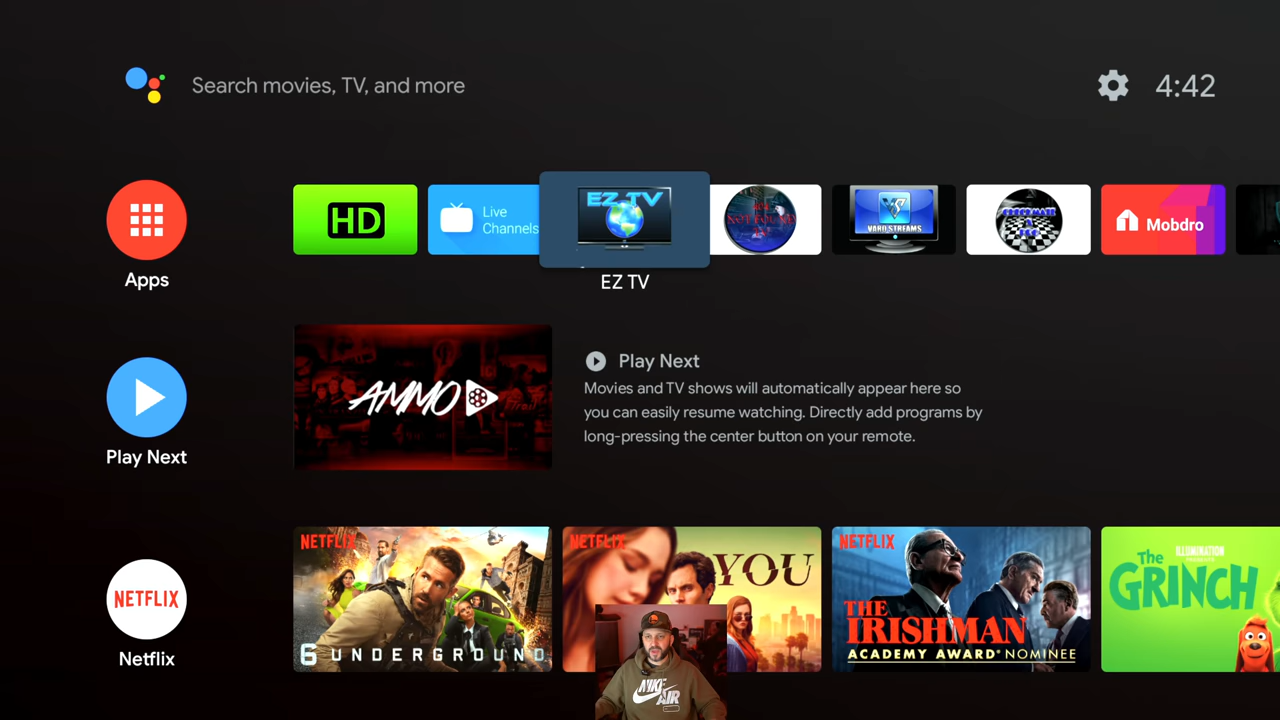 Search movies, TV, and more
4:42
HD
Live
Channels
EZ TV
VARO STREAMS
Mobdro
Apps
EZ TV
AMMO
Play Next
Movies and TV shows will automatically appear here so
you can easily resume watching. Directly add programs by
long-pressing the center button on your remote.
Play Next
NETFLIX
6 UNDERGROUND
NETFLIX
YOU
NETFLIX
THE
IRISHMAN
ACADEMY AWARD® NOMINEE
ILLUMINATION
The
GRINCH
NETFLIX
Netflix
NIKE
AIR